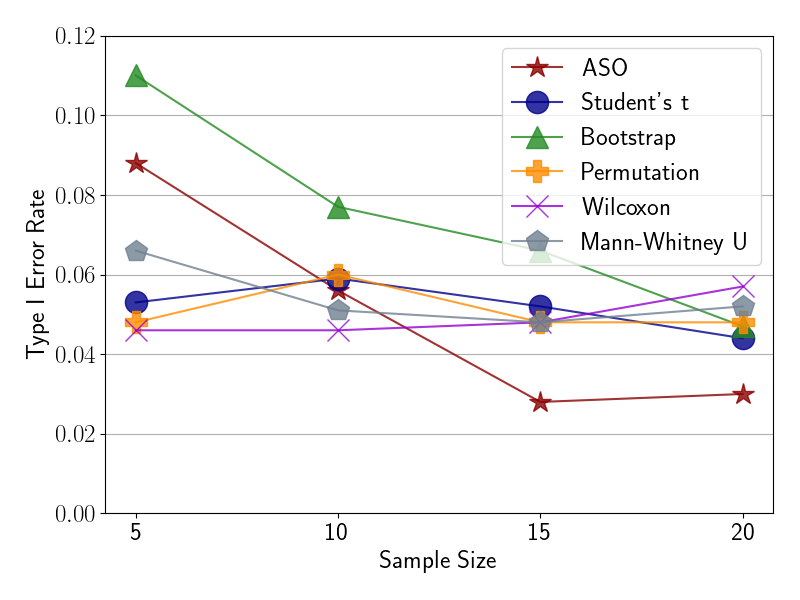 0.12
0.10
0.08
0.06
0.04
0.02
0.00
Type I Error Rate
5
10
15
20
Sample Size
ASO
Student's t
Bootstrap
Permutation
Wilcoxon
Mann-Whitney U